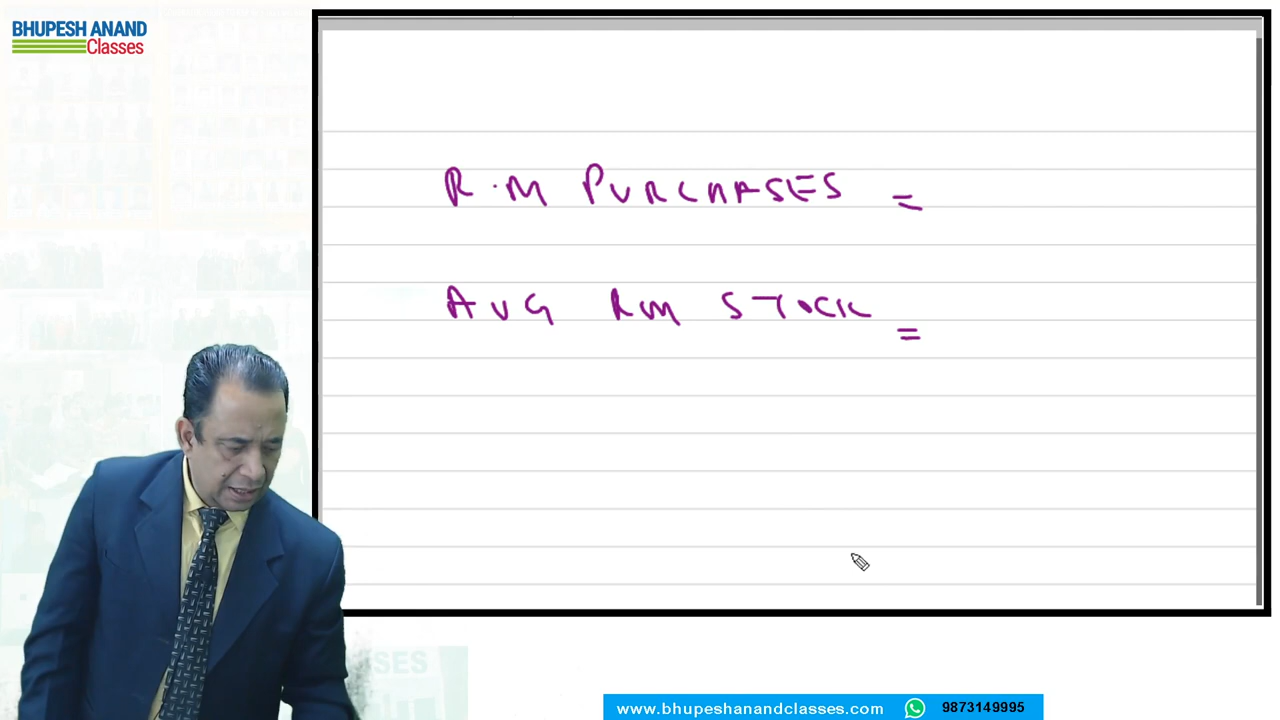 BHUPESH ANAND
Classes
R.M PURCHASES =
AVG RM STOCK =
www.bhupeshanandclasses.com 9873149995